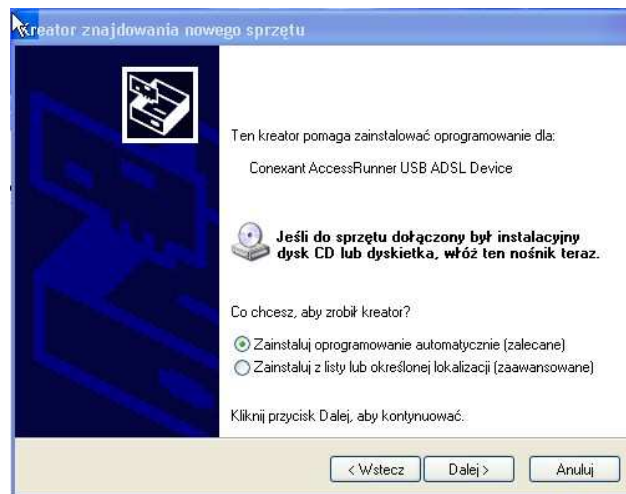 Kreator znajdowania nowego sprzętu
Ten kreator pomaga zainstalować oprogramowanie dla:
Conexant AccessRunner USB ADSL Device
Jeśli do sprzętu dołączony był instalacyjny
dysk CD lub dyskietka, włóż ten nośnik teraz.
Co chcesz, aby zrobił kreator?
Zainstaluj oprogramowanie automatycznie (zalecane)
Zainstaluj z listy lub określonej lokalizacji (zaawansowane)
Kliknij przycisk Dalej, aby kontynuować.
< Wstecz Dalej > Anuluj